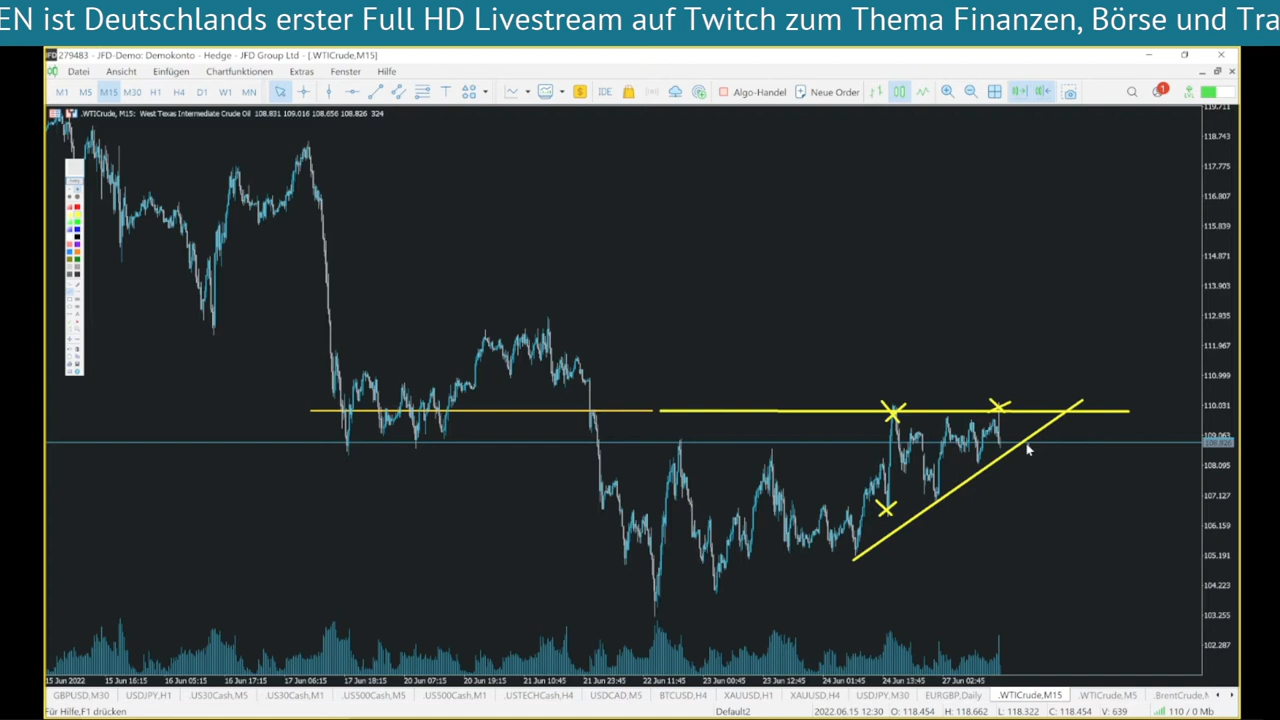 EN ist Deutschlands erster Full HD Livestream auf Twitch zum Thema Finanzen, Börse und Tra
279483 - JFD-Demo: Demokonto - Hedge - JFD Group Ltd - [.WTICrude,M15]
Datei Ansicht Einfügen Chartfunktionen Extras Fenster Hilfe
M1 M5 M15 M30 H1 H4 D1 W1 MN T $ IDE Algo-Handel Neue Order 1
.WTICrude, M15: West Texas Intermediate Crude Oil 108.831 109.016 108.656 108.826 324
119.711
118.743
117.775
116.807
115.839
114.871
113.903
112.935
111.967
110.999
110.031
109.063
108.826
108.095
107.127
106.159
105.191
104.223
103.255
102.287
15 Jun 2022 15 Jun 16:15 16 Jun 05:45 16 Jun 17:15 17 Jun 06:15 17 Jun 18:15 20 Jun 07:15 20 Jun 19:15 21 Jun 10:45 21 Jun 23:45 22 Jun 11:45 23 Jun 00:45 23 Jun 12:45 24 Jun 01:45 24 Jun 13:45 27 Jun 02:45
GBPUSD,M30 USDJPY,H1 .US30Cash,M5 .US30Cash,M1 .US500Cash,M5 .US500Cash,M1 .USTECHCash,H4 USDCAD,M5 BTCUSD,H4 XAUUSD,H1 XAUUSD,H4 USDJPY,M30 EURGBP,Daily .WTICrude,M15 .WTICrude,M5 .BrentCrude,M
Für Hilfe,F1 drücken Default2 2022.06.15 12:30 O: 118.454 H: 118.662 L: 118.322 C: 118.454 V: 639 110 / 0 Mb